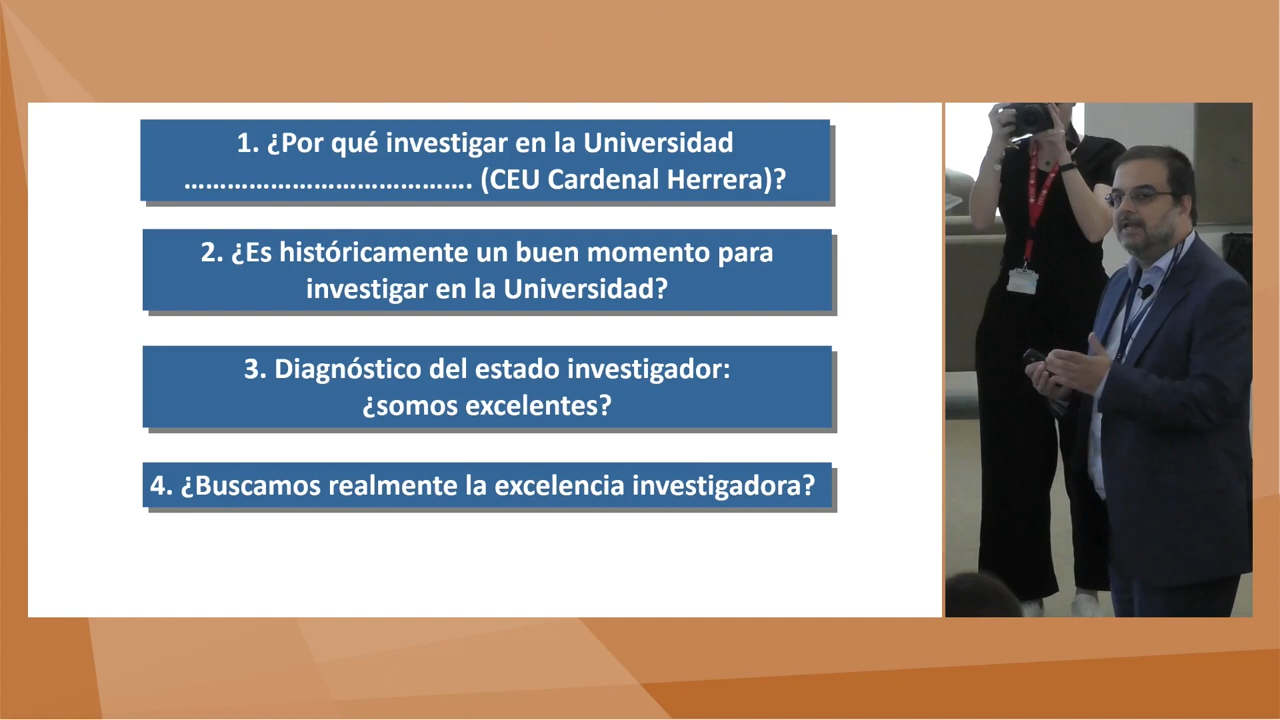 1. ¿Por qué investigar en la Universidad
…………………………………. (CEU Cardenal Herrera)?
2. ¿Es históricamente un buen momento para
investigar en la Universidad?
3. Diagnóstico del estado investigador:
¿somos excelentes?
4. ¿Buscamos realmente la excelencia investigadora?